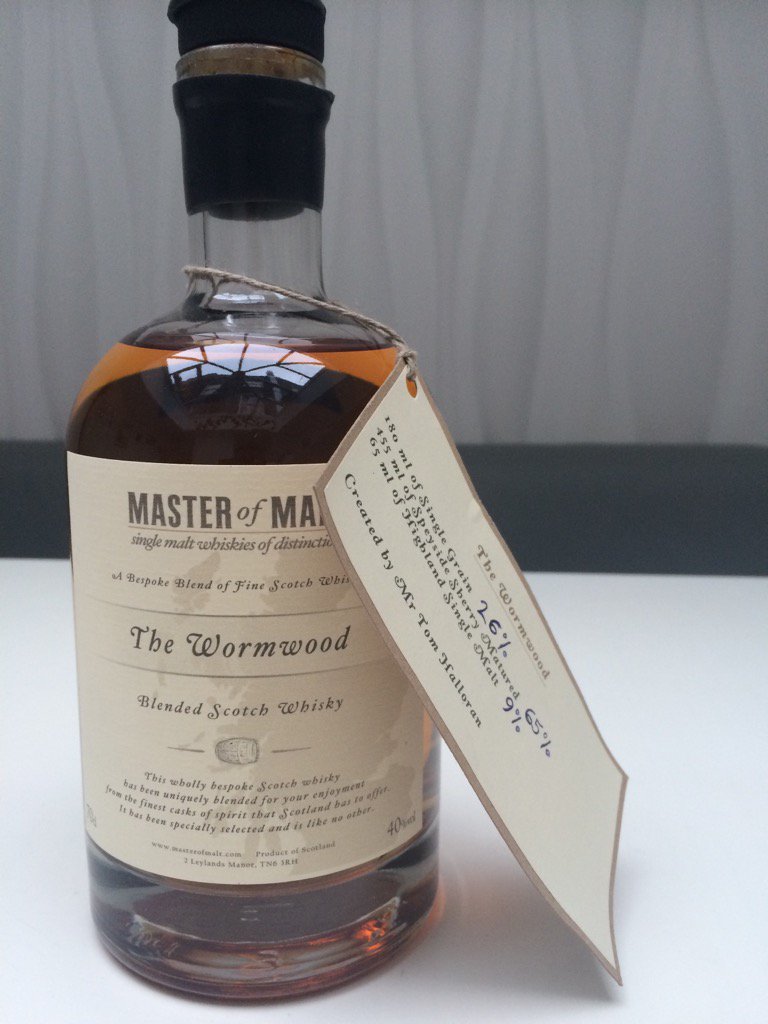 MASTER of MAL
single malt whiskies of distinction
A Bespoke Blend of Fine Scotch Whis
The Wormwood
Blended Scotch Whisky
This wholly bespoke Scotch whisky
has been uniquely blended for your enjoyment
from the finest casks of spirit that Scotland has to offer.
It has been specially selected and is like no other.
70cl
40%vol
www.masterofmalt.com Product of Scotland
2 Leylands Manor, TN6 3RH
The Wormwood
180 ml of Single Grain 26%
455 ml of Speyside Sherry Matured 65%
65 ml of Highland Single Malt 9%
Created by Mr Tom Halloran